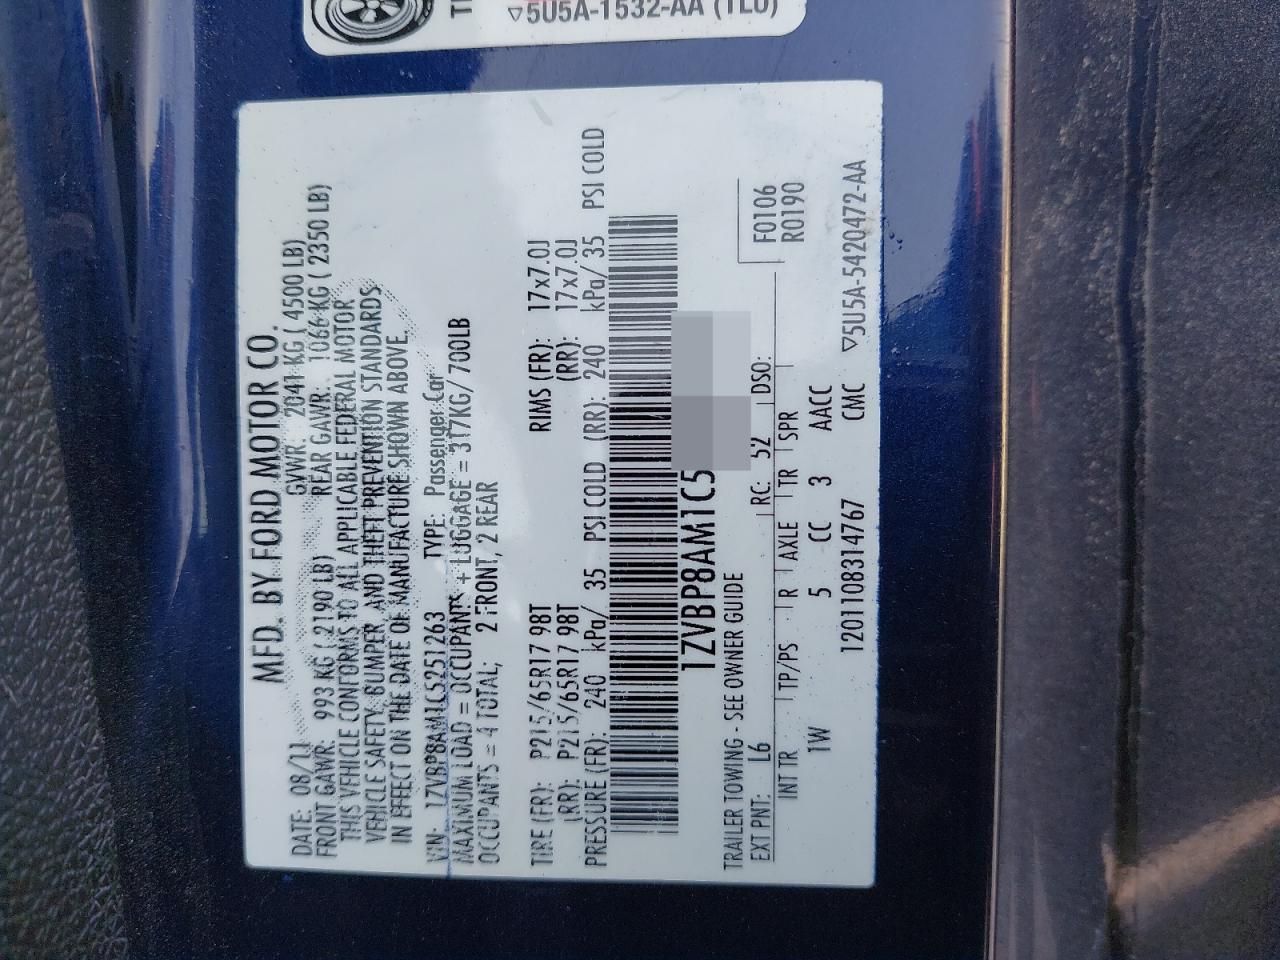 5U5A-1532-AA (TLU)
MFD. BY FORD MOTOR CO.
DATE: 08/11 GVWR: 2041 KG ( 4500 LB)
FRONT GAWR: 993 KG ( 2190 LB) REAR GAWR: 1066 KG ( 2350 LB)
THIS VEHICLE CONFORMS TO ALL APPLICABLE FEDERAL MOTOR
VEHICLE SAFETY, BUMPER, AND THEFT PREVENTION STANDARDS
IN EFFECT ON THE DATE OF MANUFACTURE SHOWN ABOVE.
VIN: 1ZVBP8AM1C5251263 TYPE: Passenger Car
MAXIMUM LOAD = OCCUPANTS + LUGGAGE = 317KG/ 700LB
OCCUPANTS = 4 TOTAL; 2 FRONT, 2 REAR
TIRE (FR): P215/65R17 98T RIMS (FR): 17x7.0J
(RR): P215/65R17 98T (RR): 17x7.0J
PRESSURE (FR): 240 kPa/ 35 PSI COLD (RR): 240 kPa/ 35 PSI COLD
1ZVBP8AM1C5
TRAILER TOWING - SEE OWNER GUIDE
EXT PNT: L6 RC: 52 DSO: F0106
R0190
INT TR TP/PS R AXLE TR SPR
1W 5 CC 3 AACC
1201108314767 CMC ▽5U5A-5420472-AA